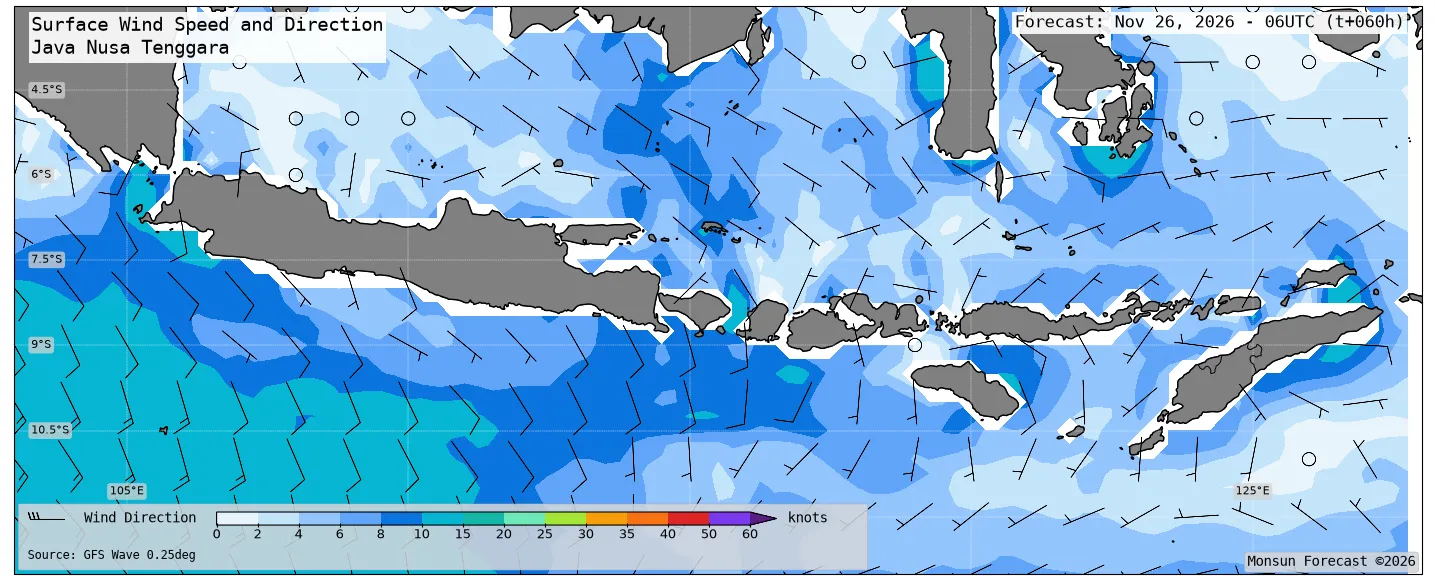 Surface Wind Speed and Direction
Java Nusa Tenggara
Forecast: Nov 26, 2026 - 06UTC (t+060h)
4.5°S
6°S
7.5°S
9°S
10.5°S
105°E
125°E
Wind Direction
0 2 4 6 8 10 15 20 25 30 35 40 50 60
knots
Source: GFS Wave 0.25deg
Monsun Forecast ©2026